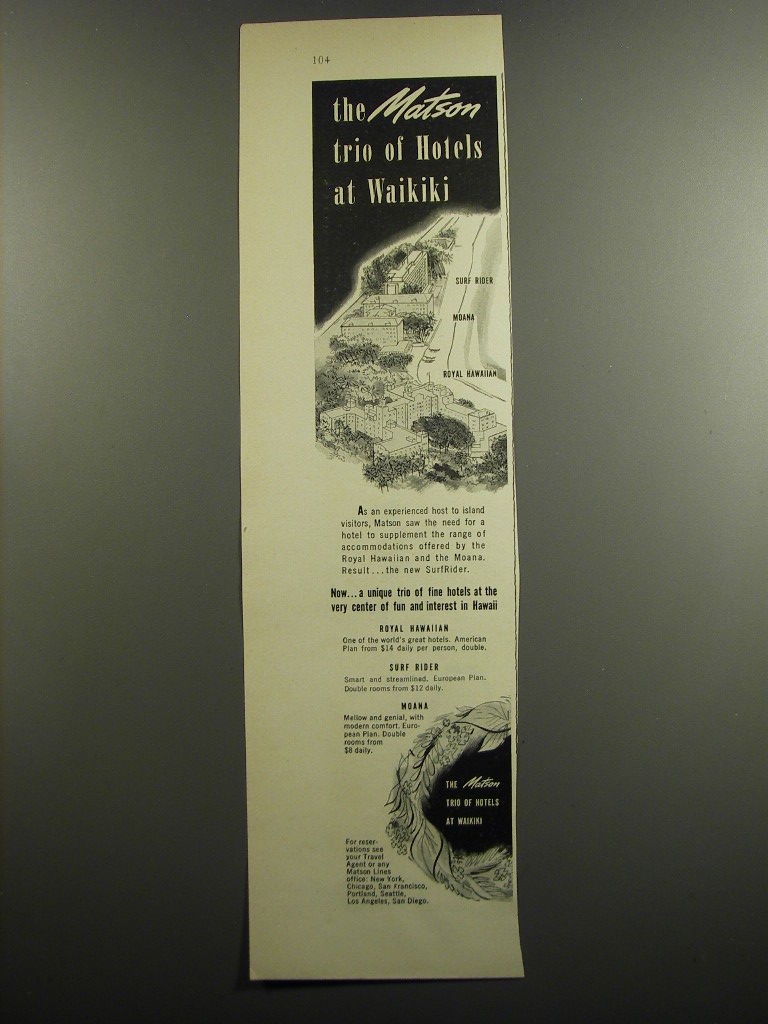 104
the Matson
trio of Hotels
at Waikiki
SURF RIDER
MOANA
ROYAL HAWAIIAN
As an experienced host to island
visitors, Matson saw the need for a
hotel to supplement the range of
accommodations offered by the
Royal Hawaiian and the Moana.
Result...the new SurfRider.
Now...a unique trio of fine hotels at the
very center of fun and interest in Hawaii
ROYAL HAWAIIAN
One of the world's great hotels. American
Plan from $14 daily per person, double.
SURF RIDER
Smart and streamlined. European Plan.
Double rooms from $12 daily.
MOANA
Mellow and genial, with
modern comfort. Euro-
pean Plan. Double
rooms from
$8 daily.
THE Matson
TRIO OF HOTELS
AT WAIKIKI
For reser-
vations see
your Travel
Agent or any
Matson Lines
office: New York,
Chicago, San Francisco,
Portland, Seattle,
Los Angeles, San Diego.